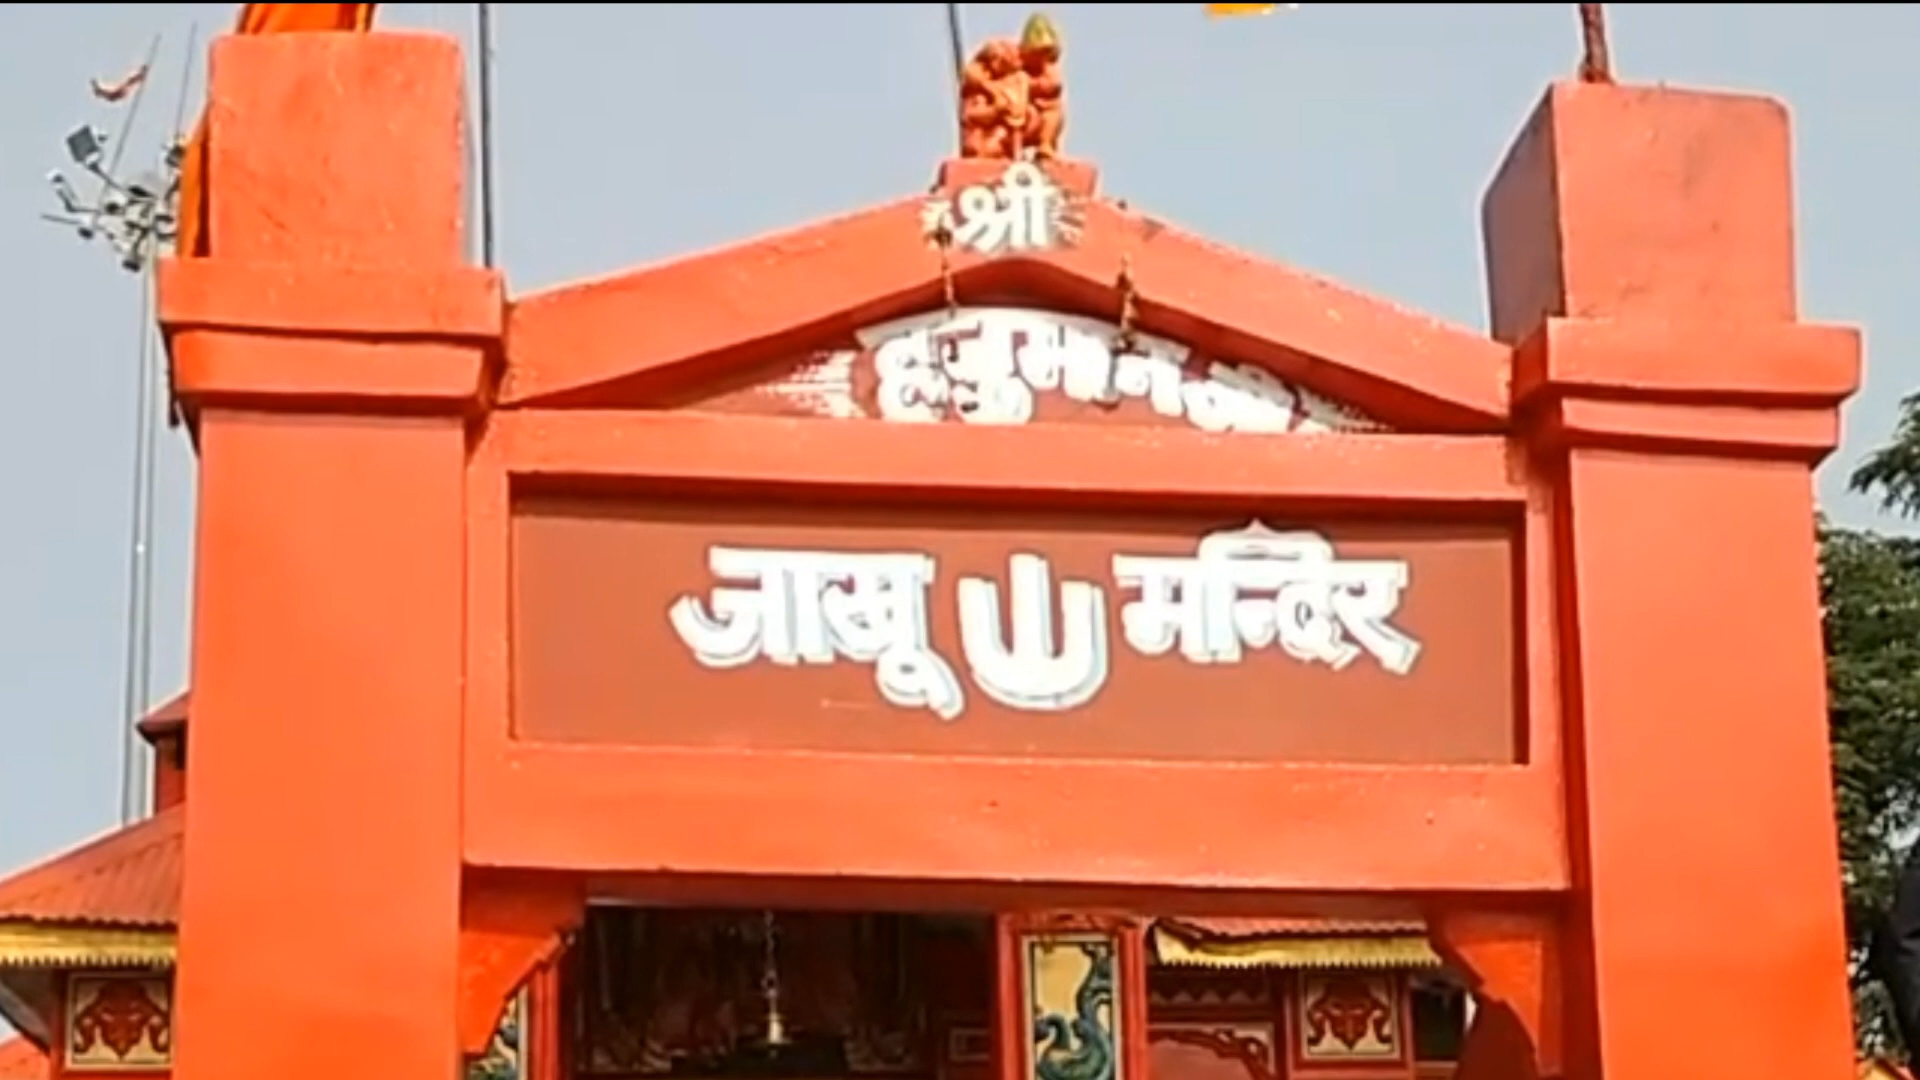 श्री
हनुमान जी
जाखू मन्दिर